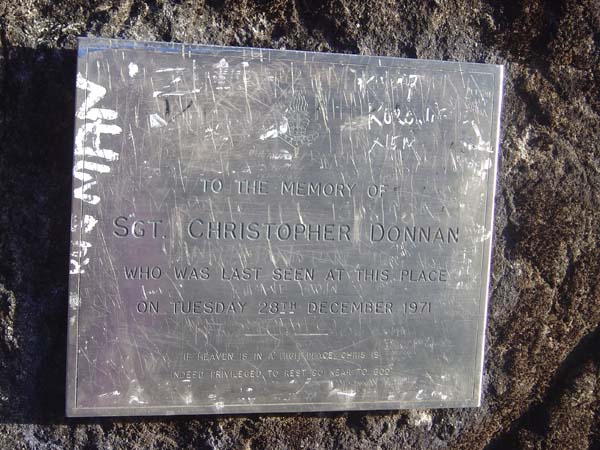 TO THE MEMORY OF
SGT. CHRISTOPHER DONNAN
WHO WAS LAST SEEN AT THIS PLACE
ON TUESDAY 28TH DECEMBER 1971
IF HEAVEN IS IN A HIGH PLACE, CHRIS IS
INDEED PRIVILEGED TO REST SO NEAR TO GOD